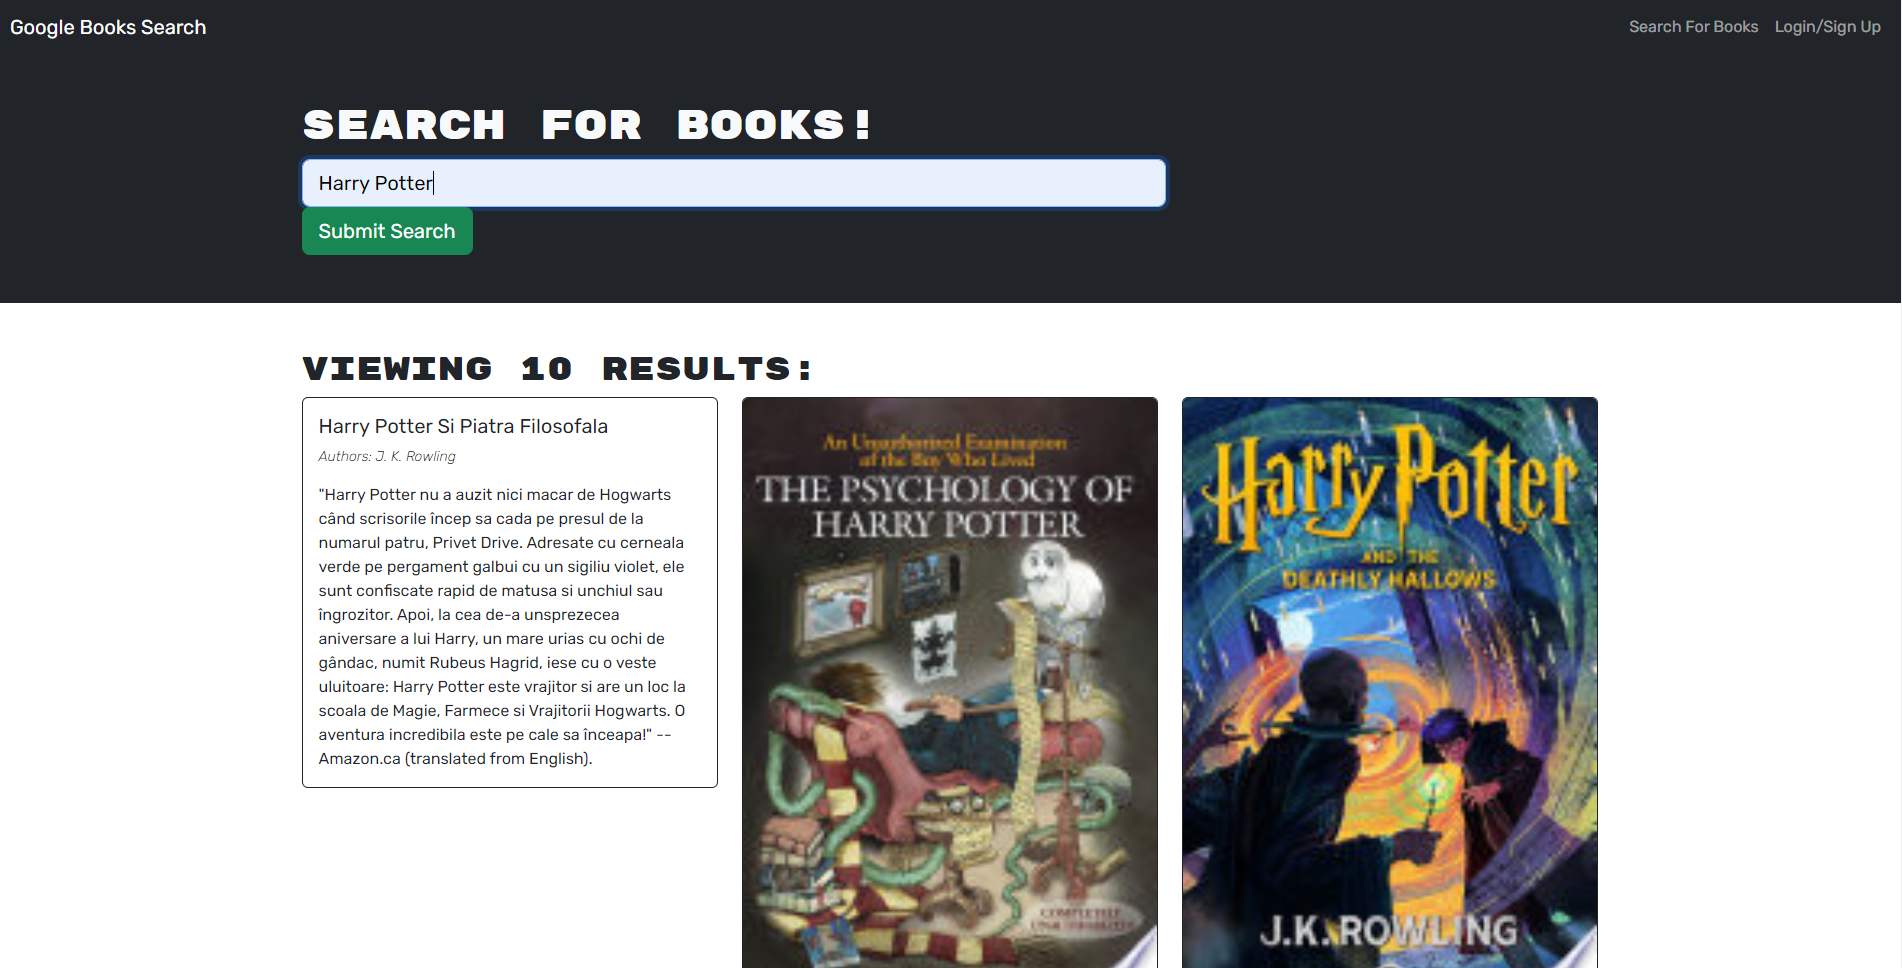 Google Books Search
Search For Books
Login/Sign Up
SEARCH FOR BOOKS!
Harry Potter
Submit Search
VIEWING 10 RESULTS:
Harry Potter Si Piatra Filosofala
Authors: J. K. Rowling
"Harry Potter nu a auzit nici macar de Hogwarts
când scrisorile încep sa cada pe presul de la
numarul patru, Privet Drive. Adresate cu cerneala
verde pe pergament galbui cu un sigiliu violet, ele
sunt confiscate rapid de matusa si unchiul sau
îngrozitor. Apoi, la cea de-a unsprezecea
aniversare a lui Harry, un mare urias cu ochi de
gândac, numit Rubeus Hagrid, iese cu o veste
uluitoare: Harry Potter este vrajitor si are un loc la
scoala de Magie, Farmece si Vrajitorii Hogwarts. O
aventura incredibila este pe cale sa înceapa!" --
Amazon.ca (translated from English).
An Unauthorized Examination
of the Boy Who Lived
THE PSYCHOLOGY OF
HARRY POTTER
COMPLETELY
Harry Potter
AND THE
DEATHLY HALLOWS
J.K. ROWLING